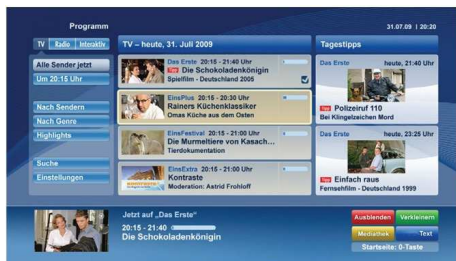 Programm
31.07.09 | 20:20
TV Radio Interaktiv
TV – heute, 31. Juli 2009
Tagestipps
Alle Sender jetzt
Um 20:15 Uhr
Nach Sendern
Nach Genre
Highlights
Suche
Einstellungen
Das Erste 20:15 - 21:40 Uhr
Tipp Die Schokoladenkönigin
Spielfilm - Deutschland 2005
EinsPlus 20:15 - 20:30 Uhr
Rainers Küchenklassiker
Omas Küche aus dem Osten
EinsFestival 20:15 - 21:00 Uhr
Die Murmeltiere von Kasach...
Tierdokumentation
EinsExtra 20:15 - 21:00 Uhr
Kontraste
Moderation: Astrid Frohloff
Das Erste heute, 21:40 Uhr
Tipp Polizeiruf 110
Bei Klingelzeichen Mord
Das Erste heute, 23:25 Uhr
Tipp Einfach raus
Fernsehfilm - Deutschland 1999
Jetzt auf „Das Erste“
20:15 - 21:40
Die Schokoladenkönigin
Ausblenden Verkleinern
Mediathek Text
Startseite: 0-Taste